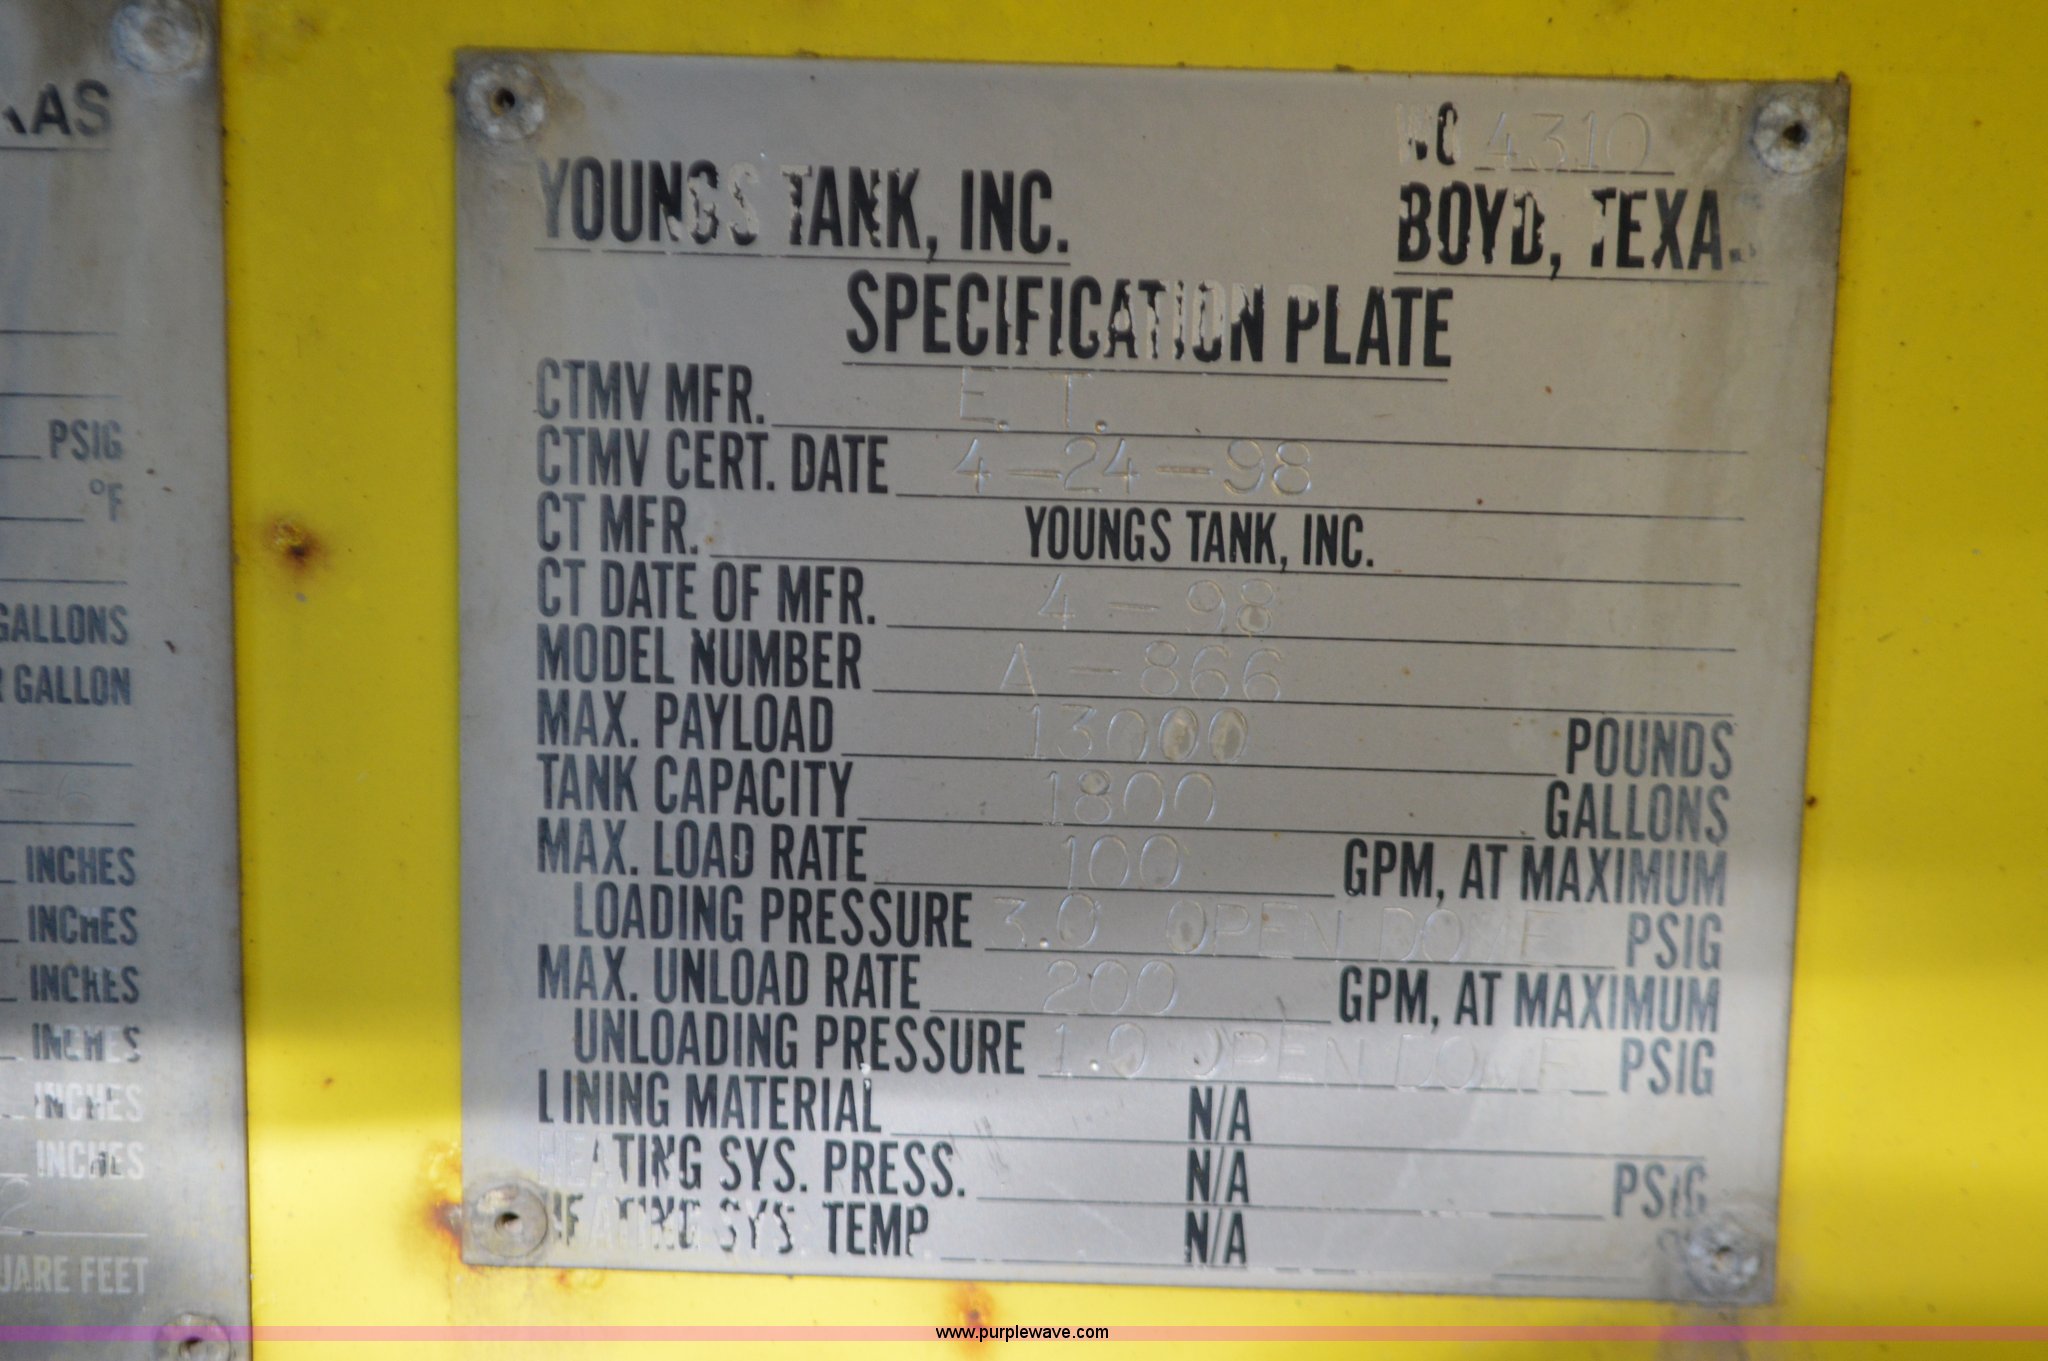 AS
PSIG
°F
GALLONS
GALLON
INCHES
INCHES
INCHES
INCHES
INCHES
INCHES
FEET
NO 4310
YOUNGS TANK, INC. BOYD, TEXA
SPECIFICATION PLATE
CTMV MFR. E. T.
CTMV CERT. DATE 4-24-98
CT MFR. YOUNGS TANK, INC.
CT DATE OF MFR. 4-98
MODEL NUMBER A-866
MAX. PAYLOAD 13000 POUNDS
TANK CAPACITY 1800 GALLONS
MAX. LOAD RATE 100 GPM, AT MAXIMUM
LOADING PRESSURE 3.0 OPEN DOME PSIG
MAX. UNLOAD RATE 200 GPM, AT MAXIMUM
UNLOADING PRESSURE 1.0 OPEN DOME PSIG
LINING MATERIAL N/A
HEATING SYS. PRESS. N/A PSIG
HEATING SYS. TEMP N/A
www.purplewave.com